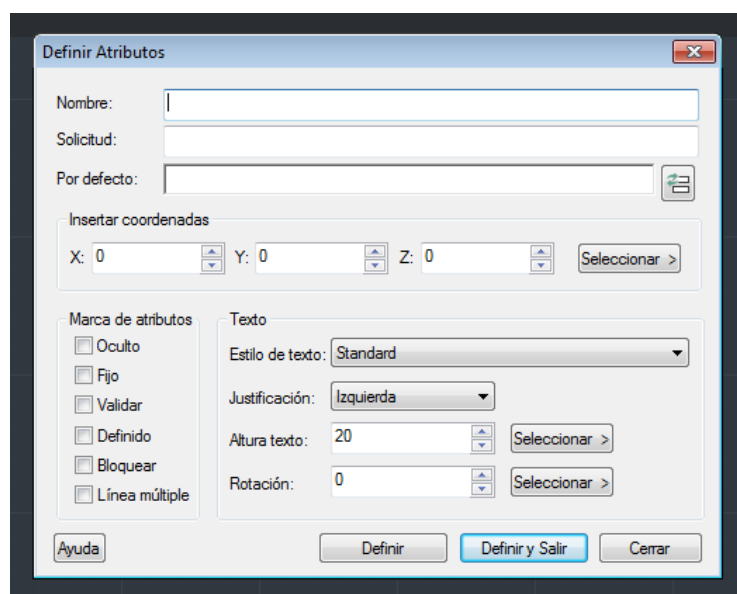 Definir Atributos
Nombre:
Solicitud:
Por defecto:
Insertar coordenadas
X: 0 Y: 0 Z: 0 Seleccionar >
Marca de atributos Texto
Oculto Estilo de texto: Standard
Fijo
Validar Justificación: Izquierda
Definido Altura texto: 20 Seleccionar >
Bloquear
Línea múltiple Rotación: 0 Seleccionar >
Ayuda Definir Definir y Salir Cerrar